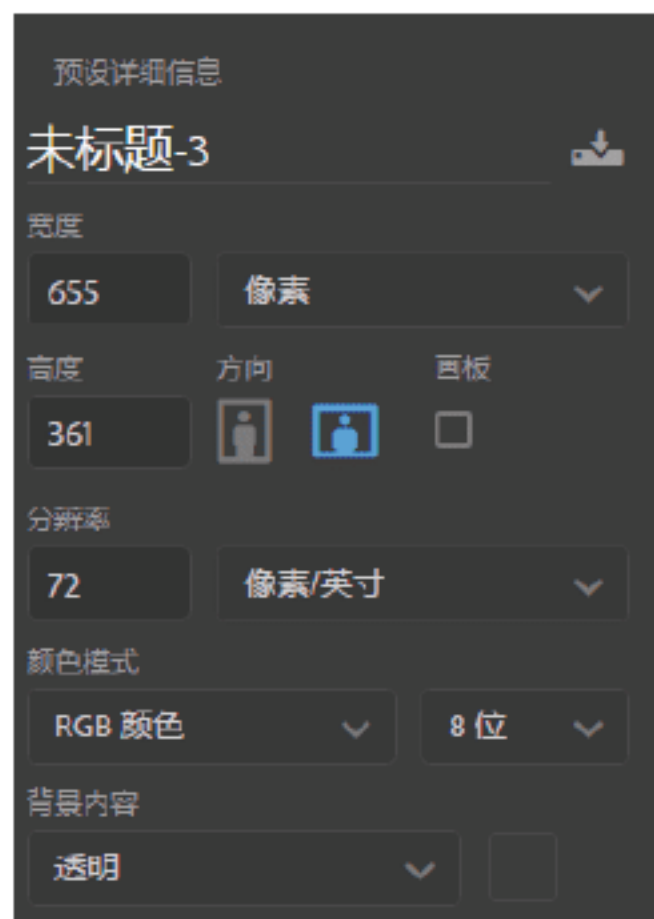 预设详细信息
未标题-3
宽度
655 像素
高度 方向 画板
361
分辨率
72 像素/英寸
颜色模式
RGB 颜色 8 位
背景内容
透明